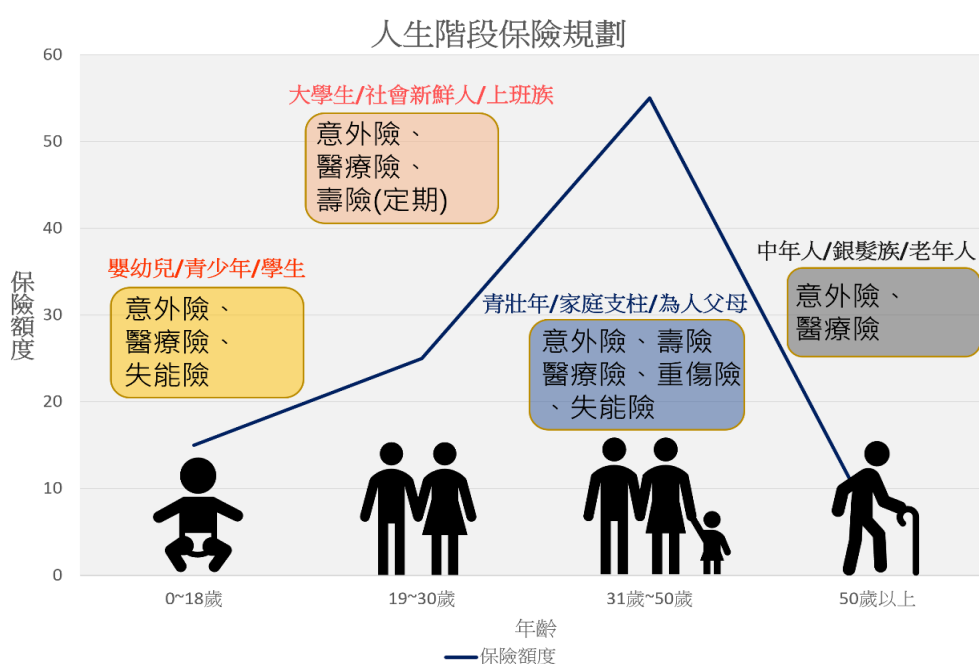 人生階段保險規劃
60
50
40
30
20
10
0
保險額度
嬰幼兒/青少年/學生
意外險、
醫療險、
失能險
大學生/社會新鮮人/上班族
意外險、
醫療險、
壽險(定期)
青壯年/家庭支柱/為人父母
意外險、壽險
醫療險、重傷險
、失能險
中年人/銀髮族/老年人
意外險、
醫療險
0~18歲
19~30歲
31歲~50歲
50歲以上
年齡
保險額度